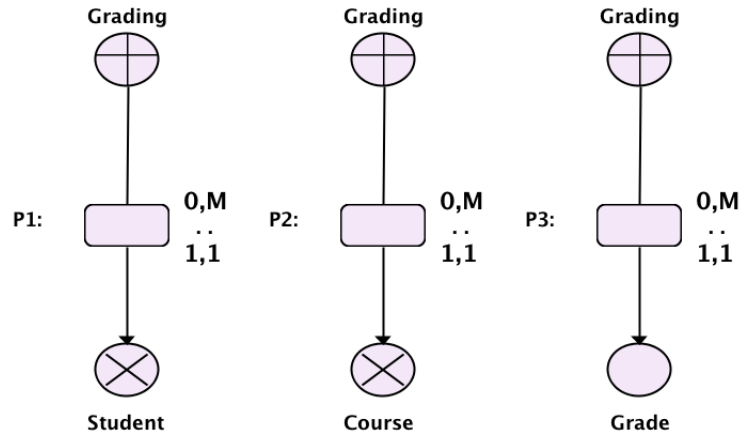 Grading Grading Grading
0,M 0,M 0,M
P1: .. P2: .. P3: ..
1,1 1,1 1,1
Student Course Grade